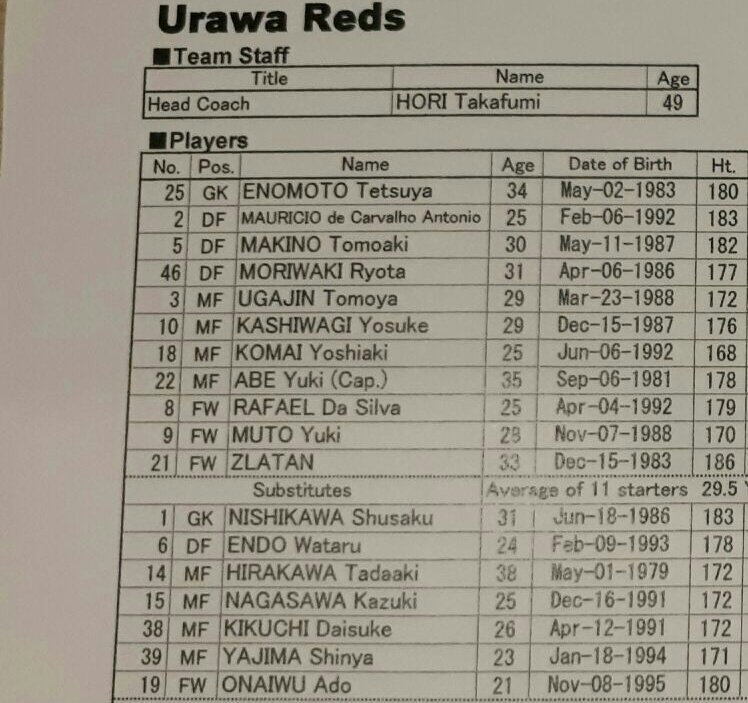 Urawa Reds
■Team Staff
Title Name Age
Head Coach HORI Takafumi 49
■Players
No. Pos. Name Age Date of Birth Ht.
25 GK ENOMOTO Tetsuya 34 May-02-1983 180
2 DF MAURICIO de Carvalho Antonio 25 Feb-06-1992 183
5 DF MAKINO Tomoaki 30 May-11-1987 182
46 DF MORIWAKI Ryota 31 Apr-06-1986 177
3 MF UGAJIN Tomoya 29 Mar-23-1988 172
10 MF KASHIWAGI Yosuke 29 Dec-15-1987 176
18 MF KOMAI Yoshiaki 25 Jun-06-1992 168
22 MF ABE Yuki (Cap.) 35 Sep-06-1981 178
8 FW RAFAEL Da Silva 25 Apr-04-1992 179
9 FW MUTO Yuki 28 Nov-07-1988 170
21 FW ZLATAN 33 Dec-15-1983 186
Substitutes Average of 11 starters 29.5
1 GK NISHIKAWA Shusaku 31 Jun-18-1986 183
6 DF ENDO Wataru 24 Feb-09-1993 178
14 MF HIRAKAWA Tadaaki 38 May-01-1979 172
15 MF NAGASAWA Kazuki 25 Dec-16-1991 172
38 MF KIKUCHI Daisuke 26 Apr-12-1991 172
39 MF YAJIMA Shinya 23 Jan-18-1994 171
19 FW ONAIWU Ado 21 Nov-08-1995 180